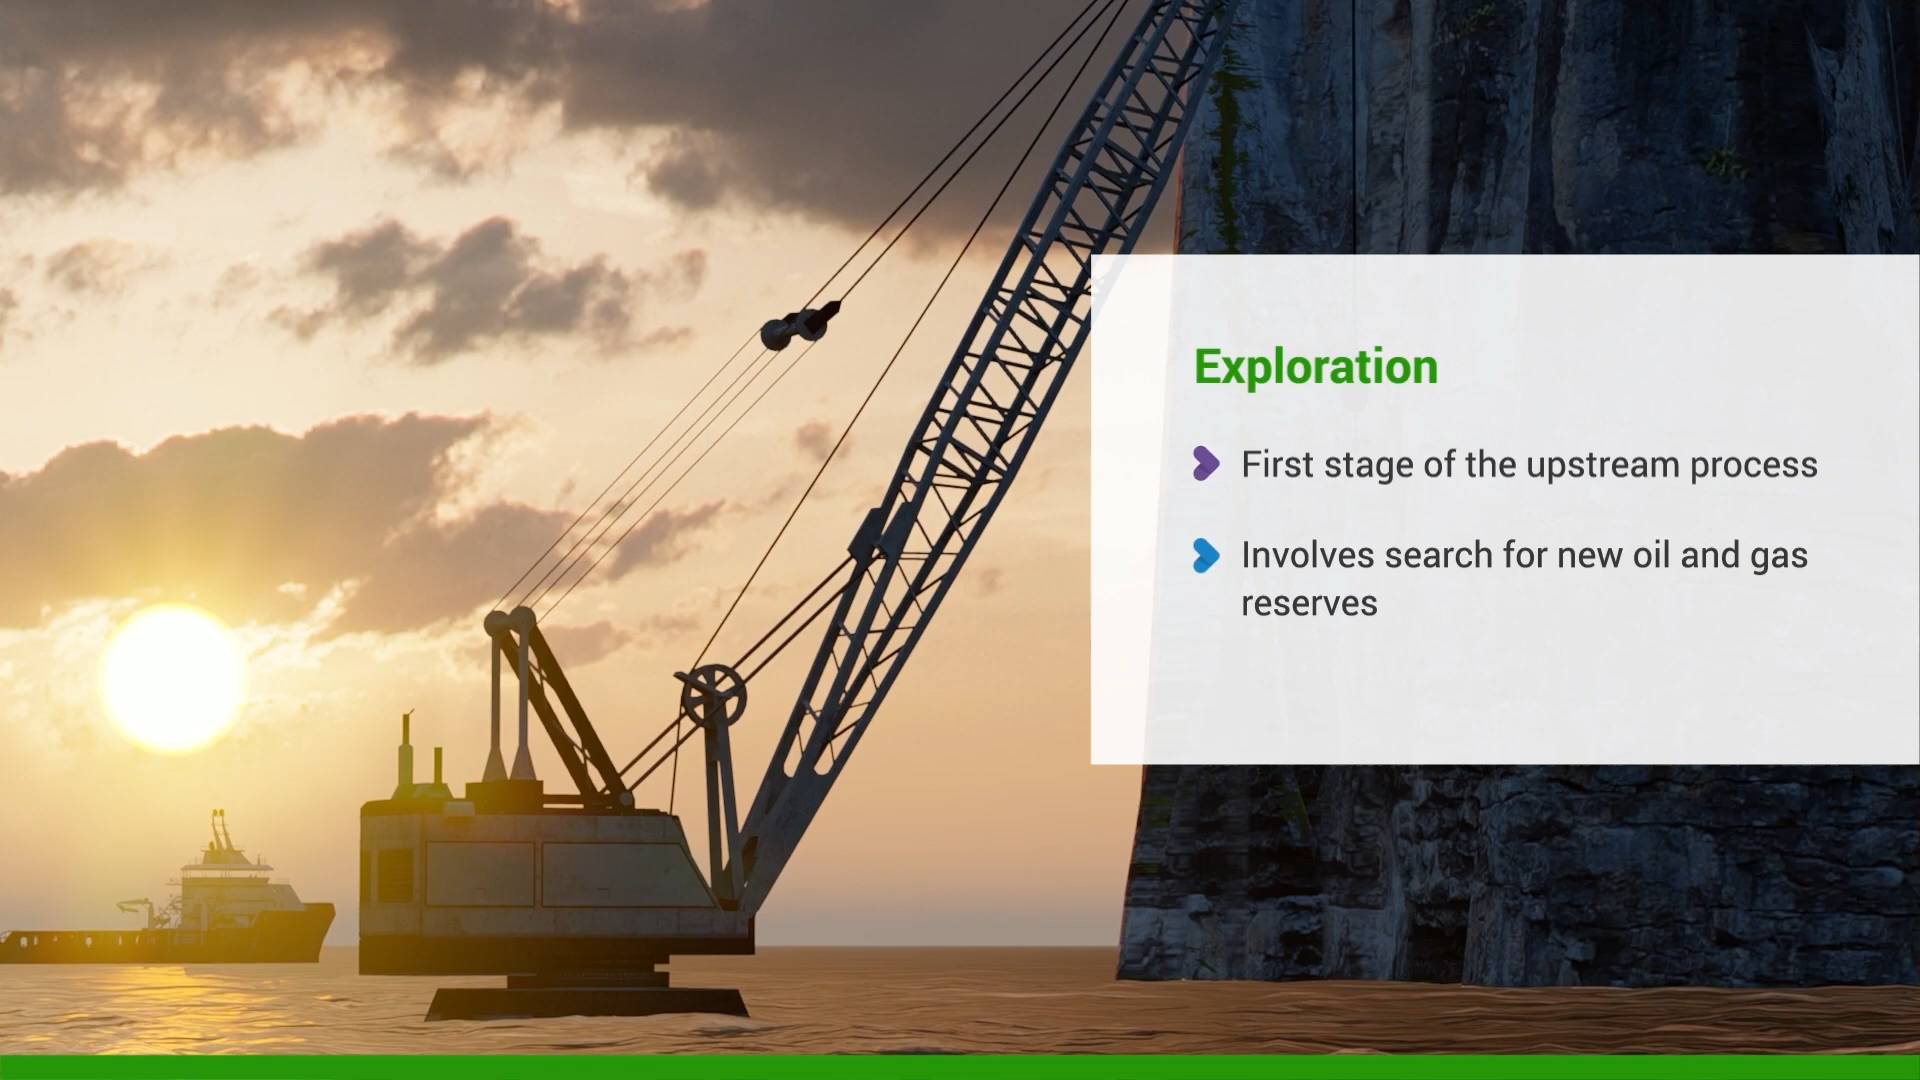 Exploration
First stage of the upstream process
Involves search for new oil and gas
reserves